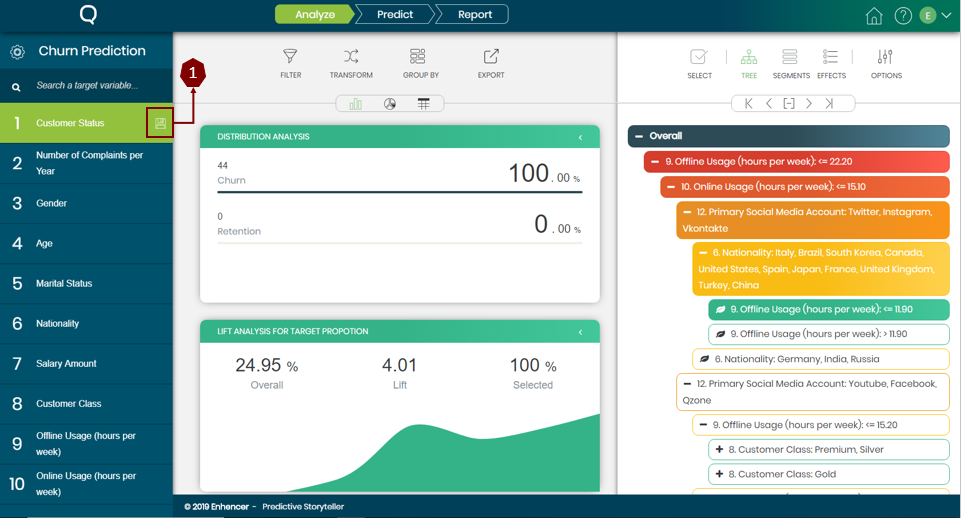 Q
Analyze
Predict
Report
?
E
Churn Prediction
Search a target variable...
1
1 Customer Status
2 Number of Complaints per
Year
3 Gender
4 Age
5 Marital Status
6 Nationality
7 Salary Amount
8 Customer Class
9 Offline Usage (hours per
week)
10 Online Usage (hours per
week)
FILTER
TRANSFORM
GROUP BY
EXPORT
DISTRIBUTION ANALYSIS
44
Churn
100.00 %
0
Retention
0.00 %
LIFT ANALYSIS FOR TARGET PROPOTION
24.95 %
Overall
4.01
Lift
100 %
Selected
SELECT
TREE
SEGMENTS
EFFECTS
OPTIONS
Overall
9. Offline Usage (hours per week): <= 22.20
10. Online Usage (hours per week): <= 15.10
12. Primary Social Media Account: Twitter, Instagram,
Vkontakte
6. Nationality: Italy, Brazil, South Korea, Canada,
United States, Spain, Japan, France, United Kingdom,
Turkey, China
9. Offline Usage (hours per week): <= 11.90
9. Offline Usage (hours per week): > 11.90
6. Nationality: Germany, India, Russia
12. Primary Social Media Account: Youtube, Facebook,
Qzone
9. Offline Usage (hours per week): <= 15.20
8. Customer Class: Premium, Silver
8. Customer Class: Gold
© 2019 Enhencer - Predictive Storyteller